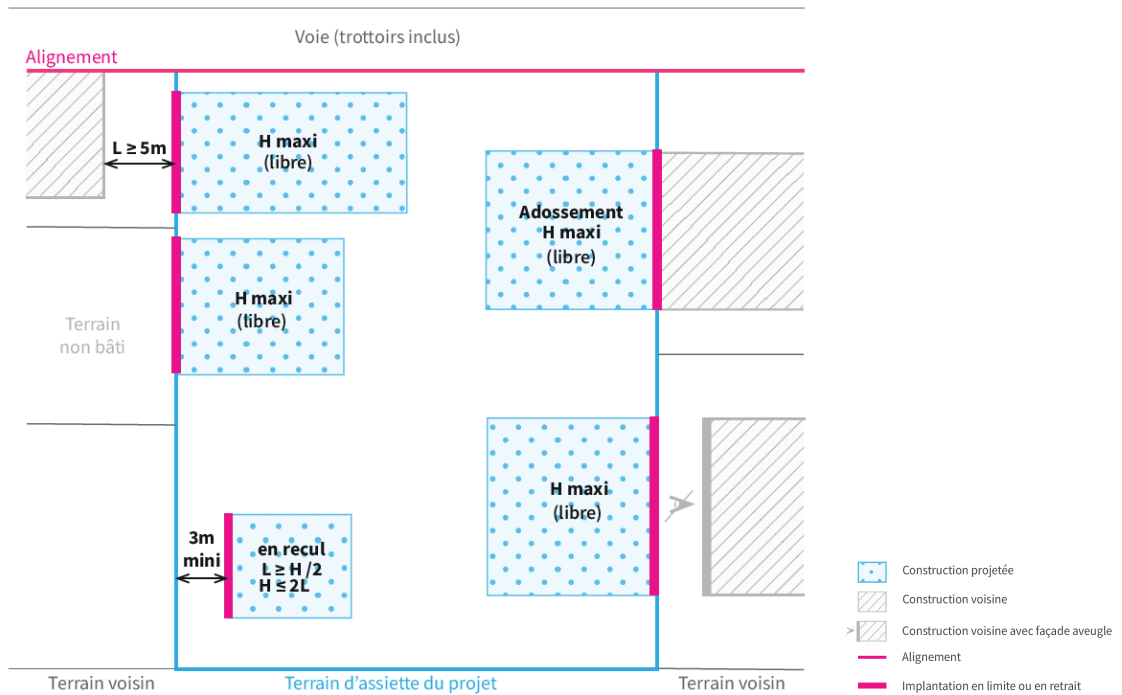 Voie (trottoirs inclus)
Alignement
L ≥ 5m
H maxi
(libre)
Adossement
H maxi
(libre)
H maxi
(libre)
Terrain
non bâti
H maxi
(libre)
3m
mini
en recul
L ≥ H /2
H ≤ 2L
Terrain voisin
Terrain d'assiette du projet
Terrain voisin
Construction projetée
Construction voisine
Construction voisine avec façade aveugle
Alignement
Implantation en limite ou en retrait